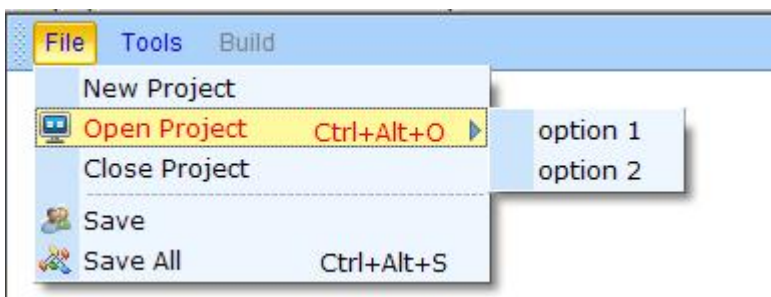 File Tools Build
New Project
Open Project Ctrl+Alt+O option 1
Close Project option 2
Save
Save All Ctrl+Alt+S